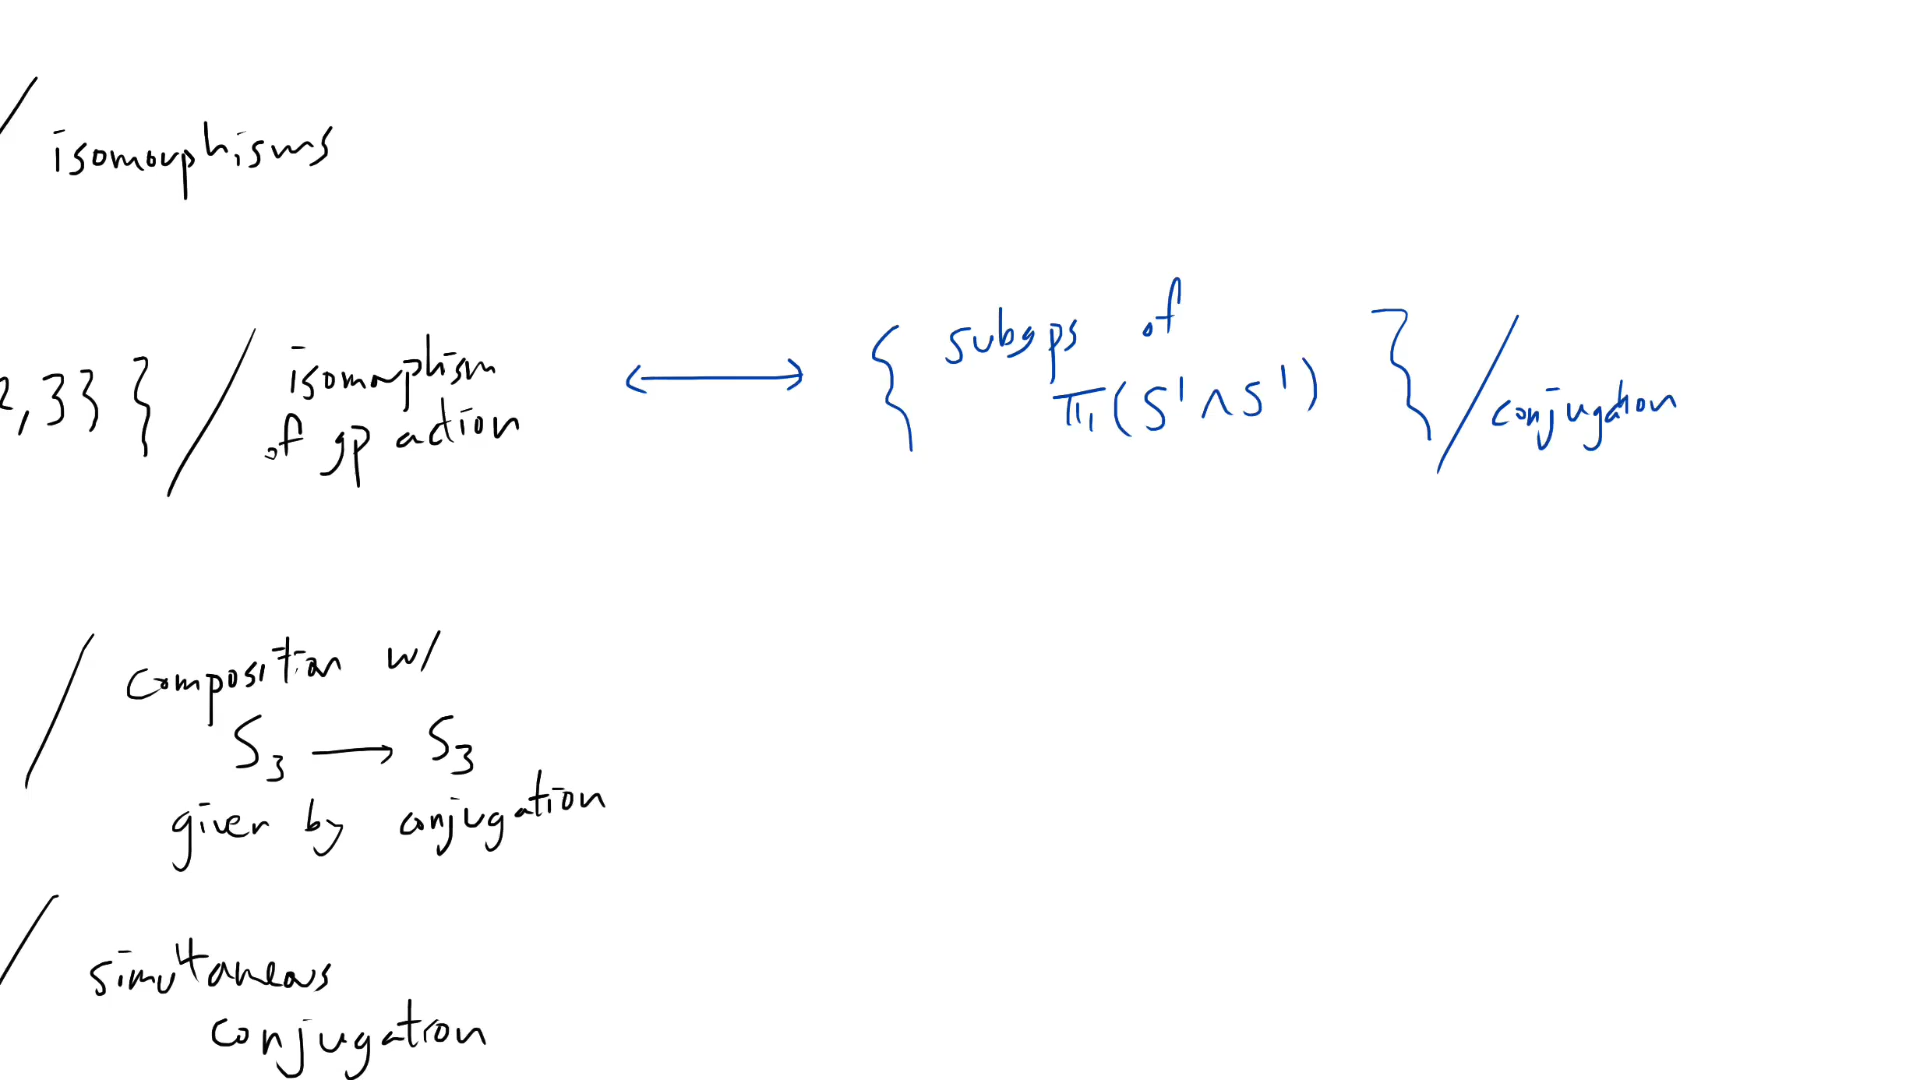 / isomorphisms
2,3} } / isomorphism
of gp action
⟷ { subgps of
π₁(S¹ ∧ S¹) } / conjugation
/ composition w/
S₃ ⟶ S₃
given by conjugation
/ simultaneous
conjugation